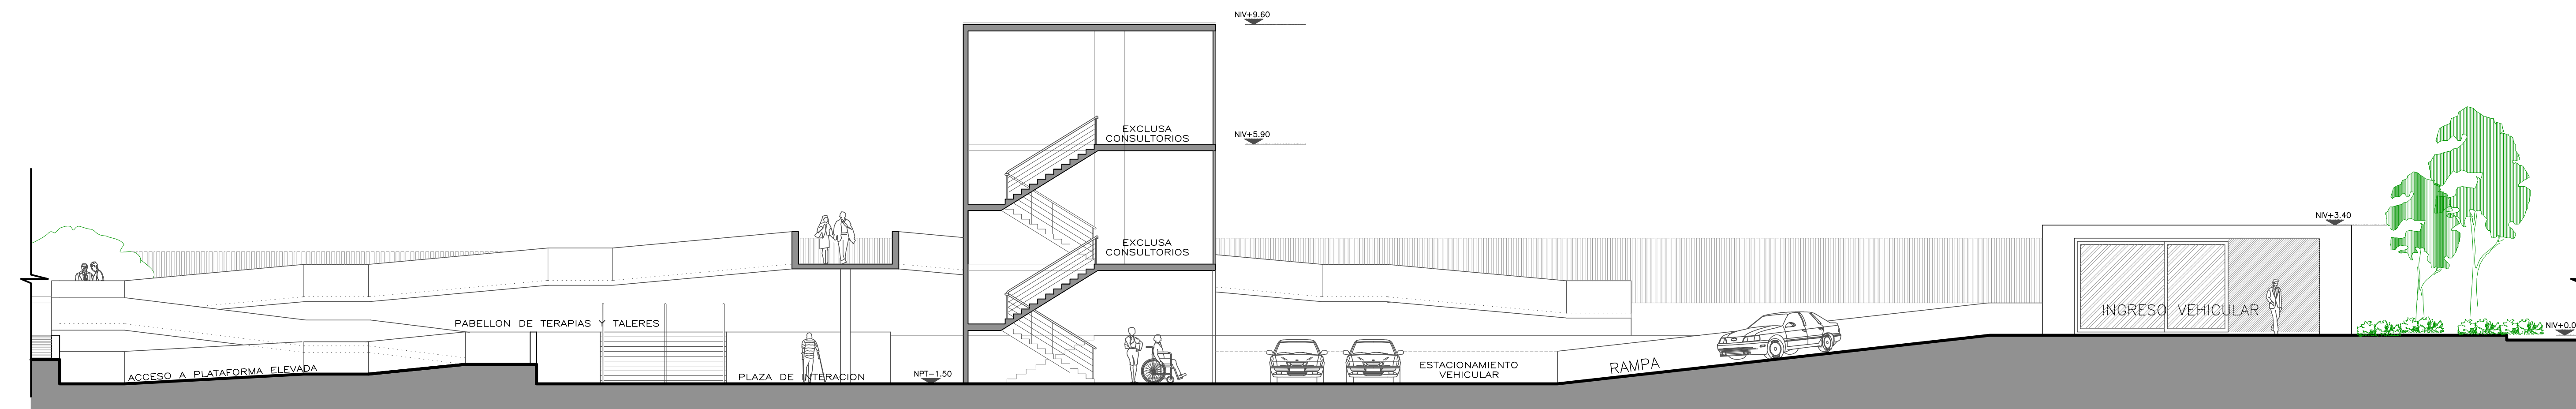 NIV+9.60
EXCLUSA
CONSULTORIOS
NIV+5.90
NIV+3.40
EXCLUSA
CONSULTORIOS
INGRESO VEHICULAR
PABELLON DE TERAPIAS Y TALERES
NIV+0.0
ACCESO A PLATAFORMA ELEVADA
PLAZA DE INTERACION
NPT-1.50
ESTACIONAMIENTO
VEHICULAR
RAMPA